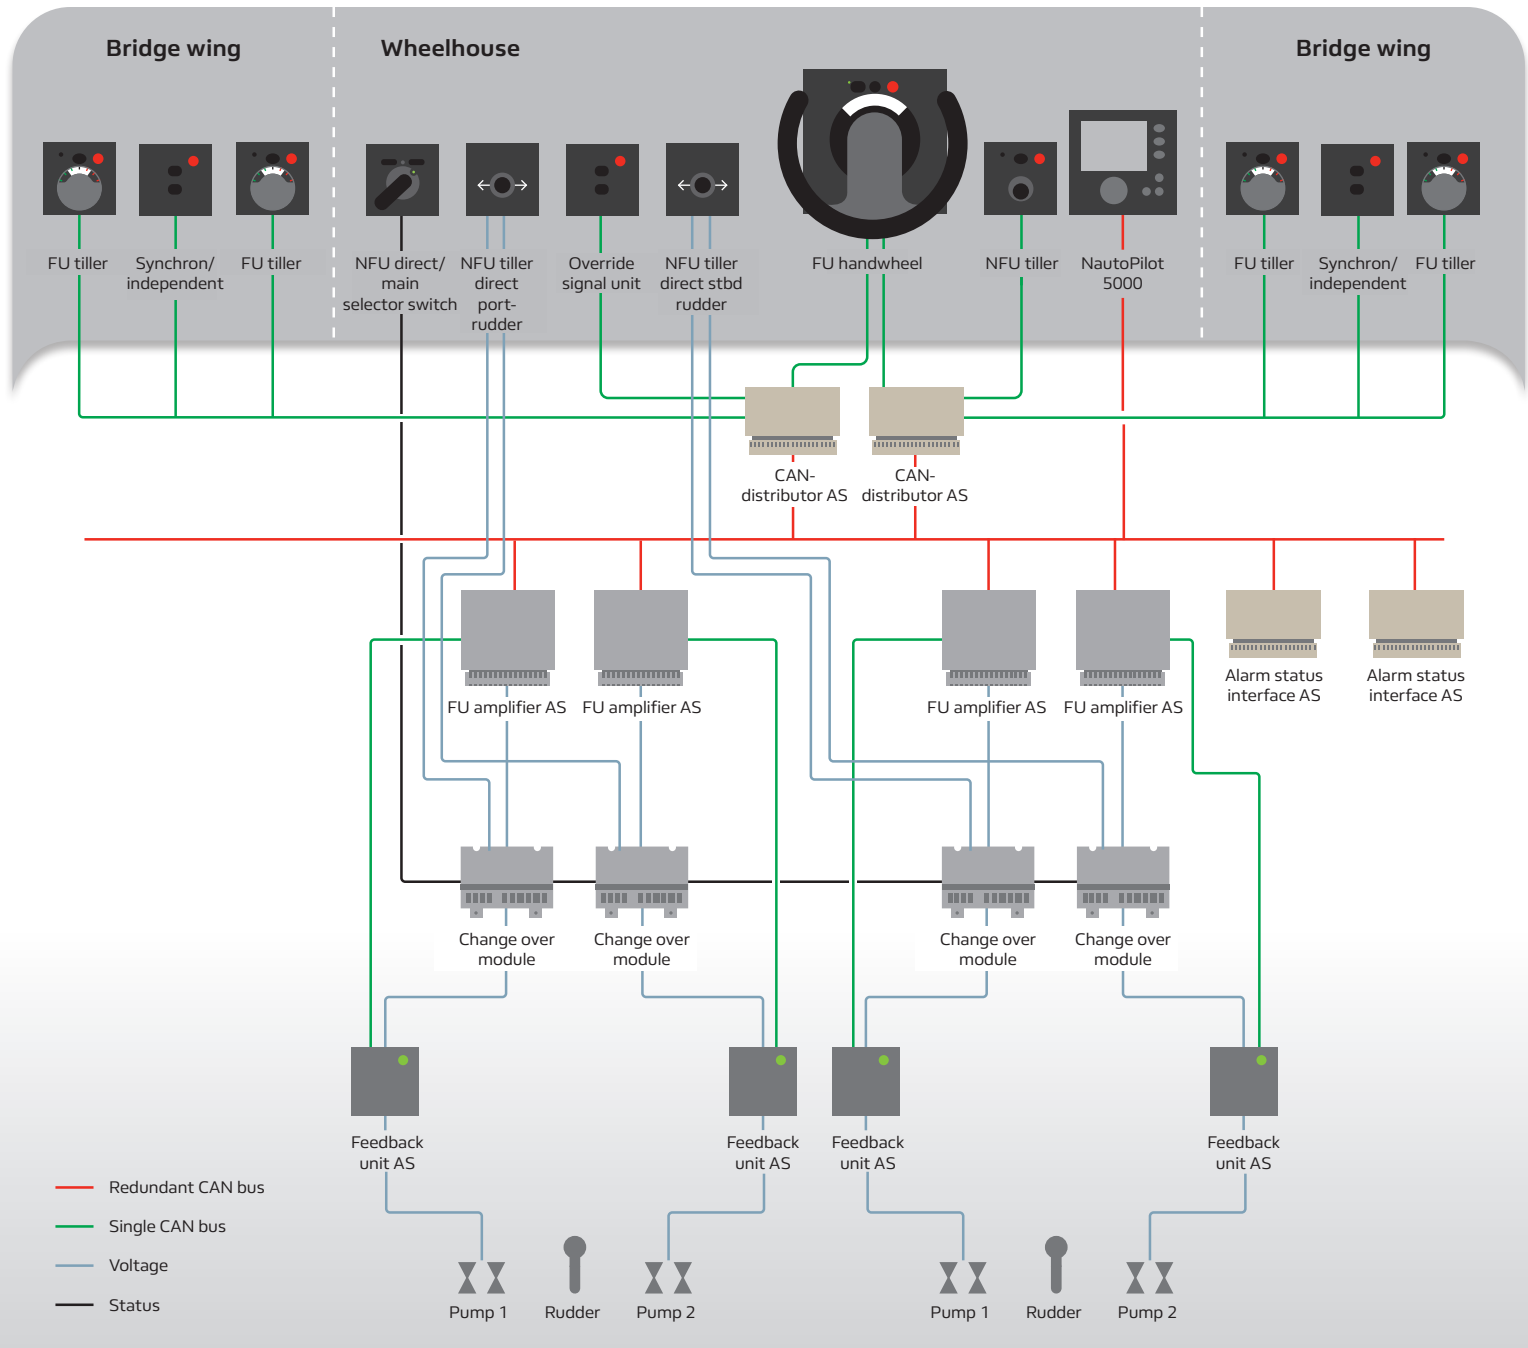 Bridge wing
Wheelhouse
Bridge wing
FU tiller
Synchron/
independent
FU tiller
NFU direct/
main
selector switch
NFU tiller
direct
port-
rudder
Override
signal unit
NFU tiller
direct stbd
rudder
FU handwheel
NFU tiller
NautoPilot
5000
FU tiller
Synchron/
independent
FU tiller
CAN-
distributor AS
CAN-
distributor AS
FU amplifier AS
FU amplifier AS
FU amplifier AS
FU amplifier AS
Alarm status
interface AS
Alarm status
interface AS
Change over
module
Change over
module
Change over
module
Change over
module
Feedback
unit AS
Feedback
unit AS
Feedback
unit AS
Feedback
unit AS
Redundant CAN bus
Single CAN bus
Voltage
Status
Pump 1
Rudder
Pump 2
Pump 1
Rudder
Pump 2